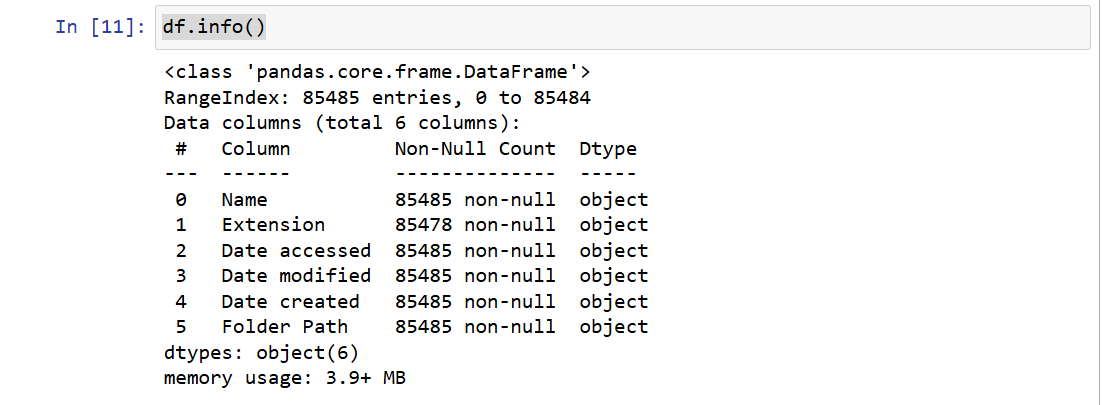 In [11]: df.info()
<class 'pandas.core.frame.DataFrame'>
RangeIndex: 85485 entries, 0 to 85484
Data columns (total 6 columns):
 #   Column         Non-Null Count  Dtype
---  ------         --------------  -----
 0   Name           85485 non-null  object
 1   Extension      85478 non-null  object
 2   Date accessed  85485 non-null  object
 3   Date modified  85485 non-null  object
 4   Date created   85485 non-null  object
 5   Folder Path    85485 non-null  object
dtypes: object(6)
memory usage: 3.9+ MB